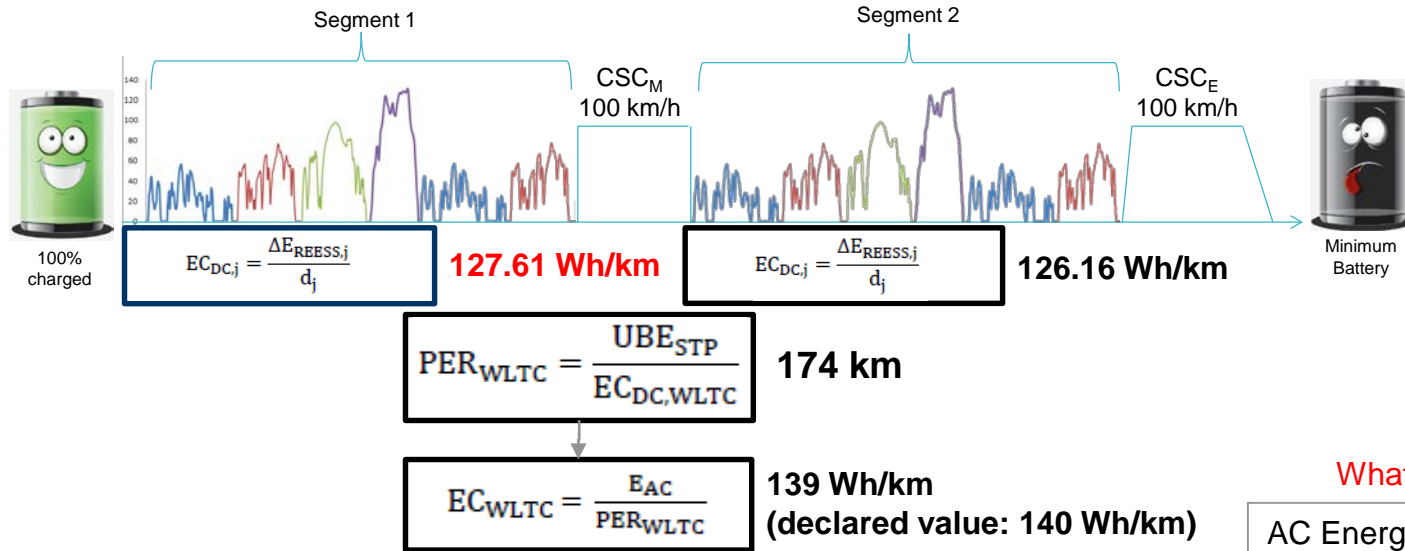 Segment 1
Segment 2
CSC_M
100 km/h
CSC_E
100 km/h
140
120
100
80
60
40
20
0
100%
charged
Minimum
Battery
EC_DC,j = ΔE_REESS,j / d_j
127.61 Wh/km
EC_DC,j = ΔE_REESS,j / d_j
126.16 Wh/km
PER_WLTC = UBE_STP / EC_DC,WLTC
174 km
EC_WLTC = E_AC / PER_WLTC
139 Wh/km
(declared value: 140 Wh/km)
What
AC Energ